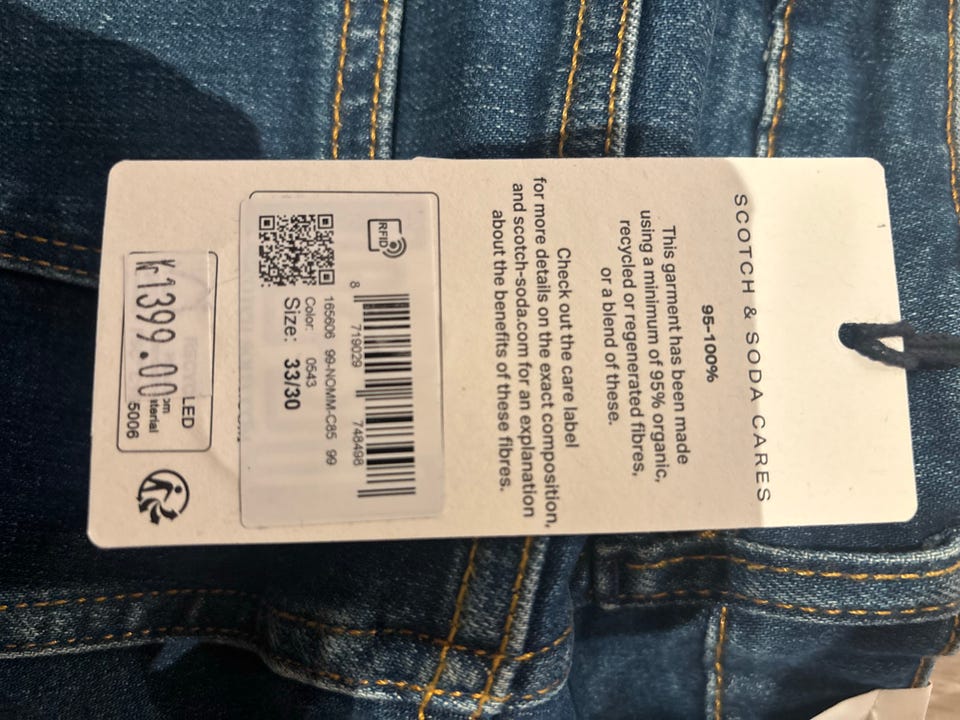 SCOTCH & SODA CARES
95-100%
This garment has been made
using a minimum of 95% organic,
recycled or regenerated fibres,
or a blend of these.
Check out the care label
for more details on the exact composition,
and scotch-soda.com for an explanation
about the benefits of these fibres.
RFID
8 719029 748498
165606 99-NOMM-C85 99
Color: 0543
Size: 33/30
Kr1399.00
LED
om
aterial
5006